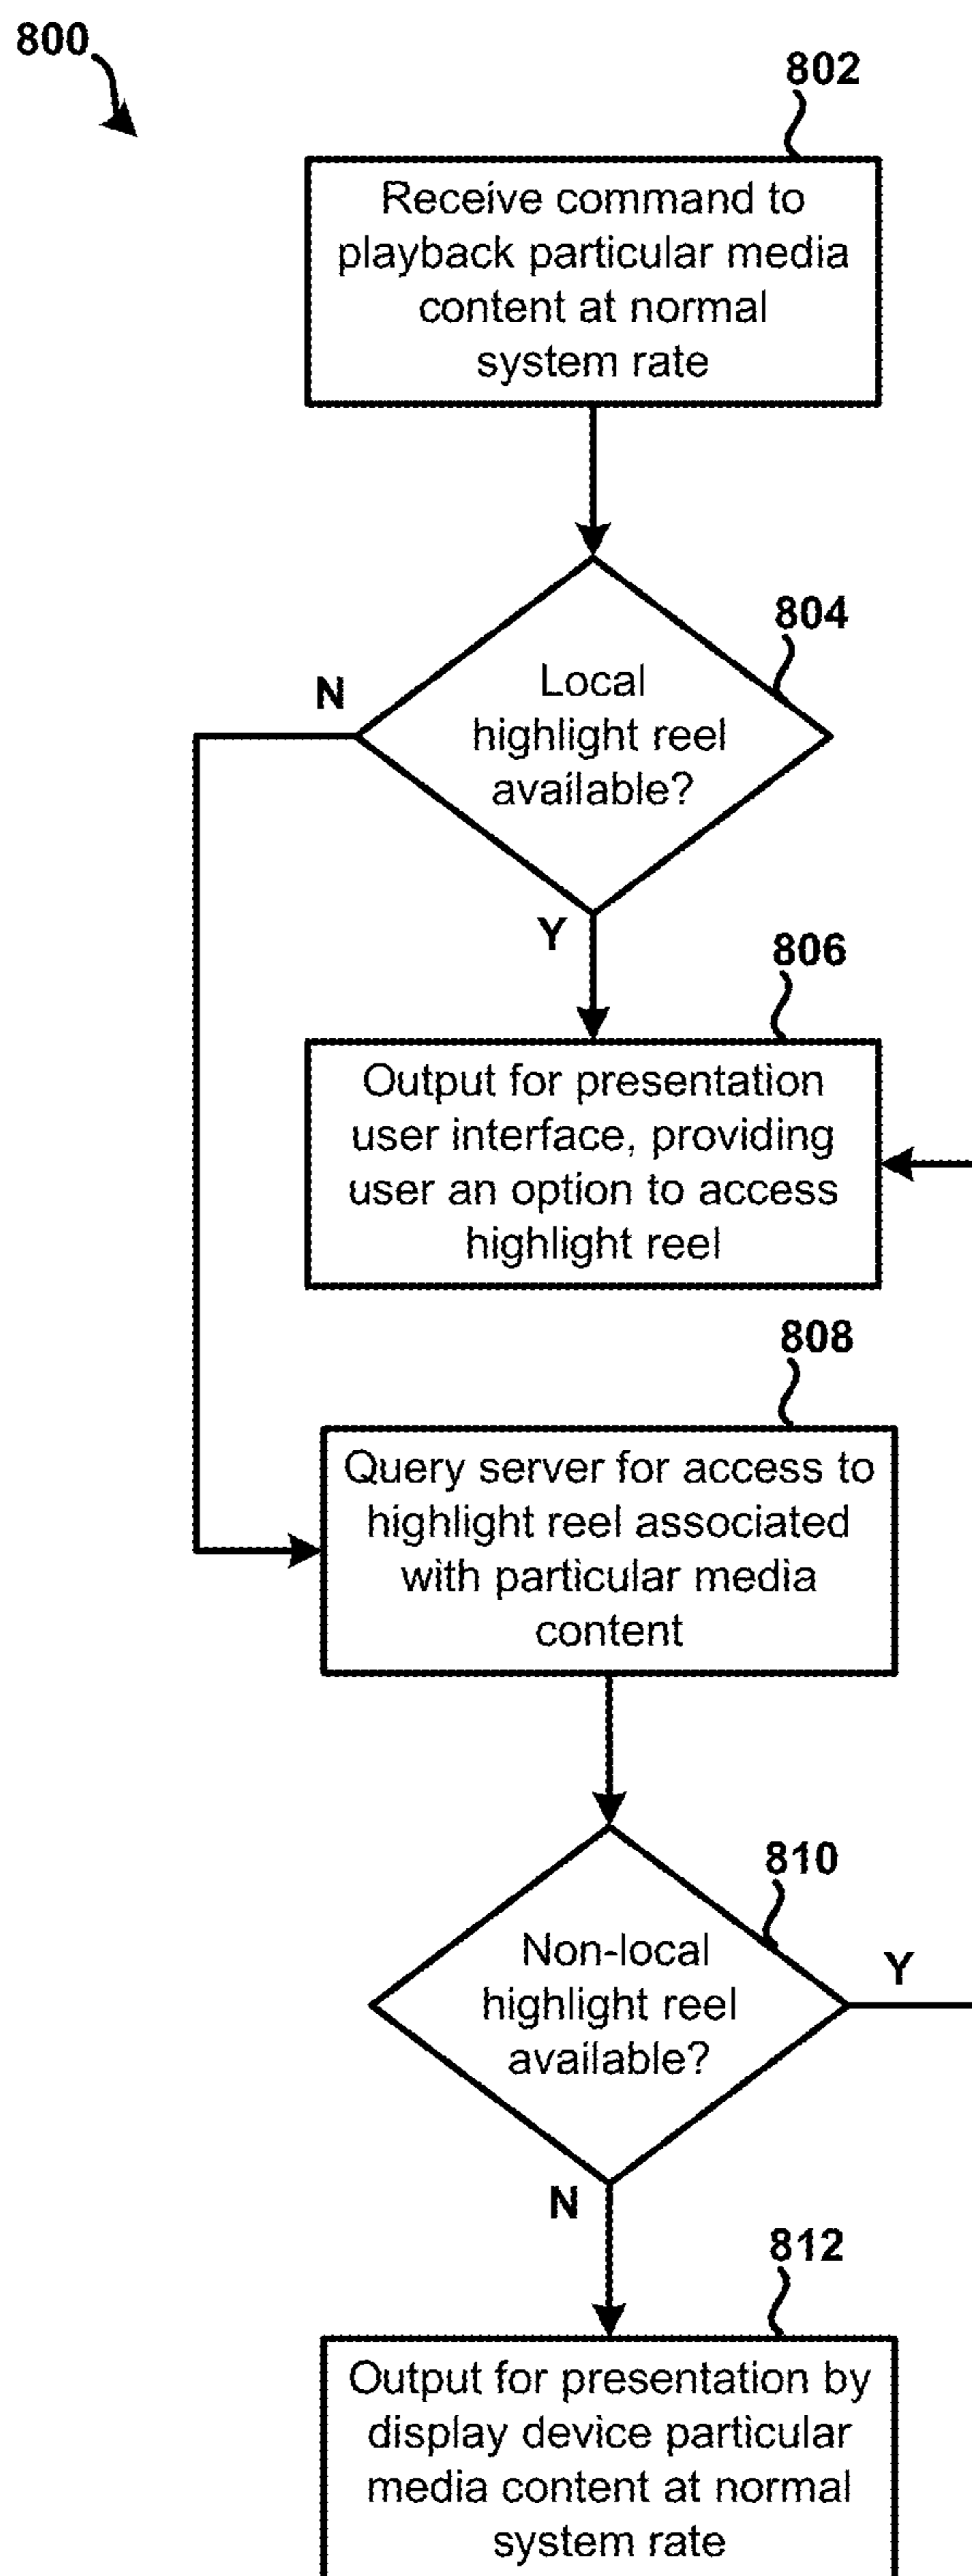 800
802
Receive command to
playback particular media
content at normal
system rate
804
N
Local
highlight reel
available?
Y
806
Output for presentation
user interface, providing
user an option to access
highlight reel
808
Query server for access to
highlight reel associated
with particular media
content
810
Non-local
highlight reel
available?
Y
N
812
Output for presentation by
display device particular
media content at normal
system rate